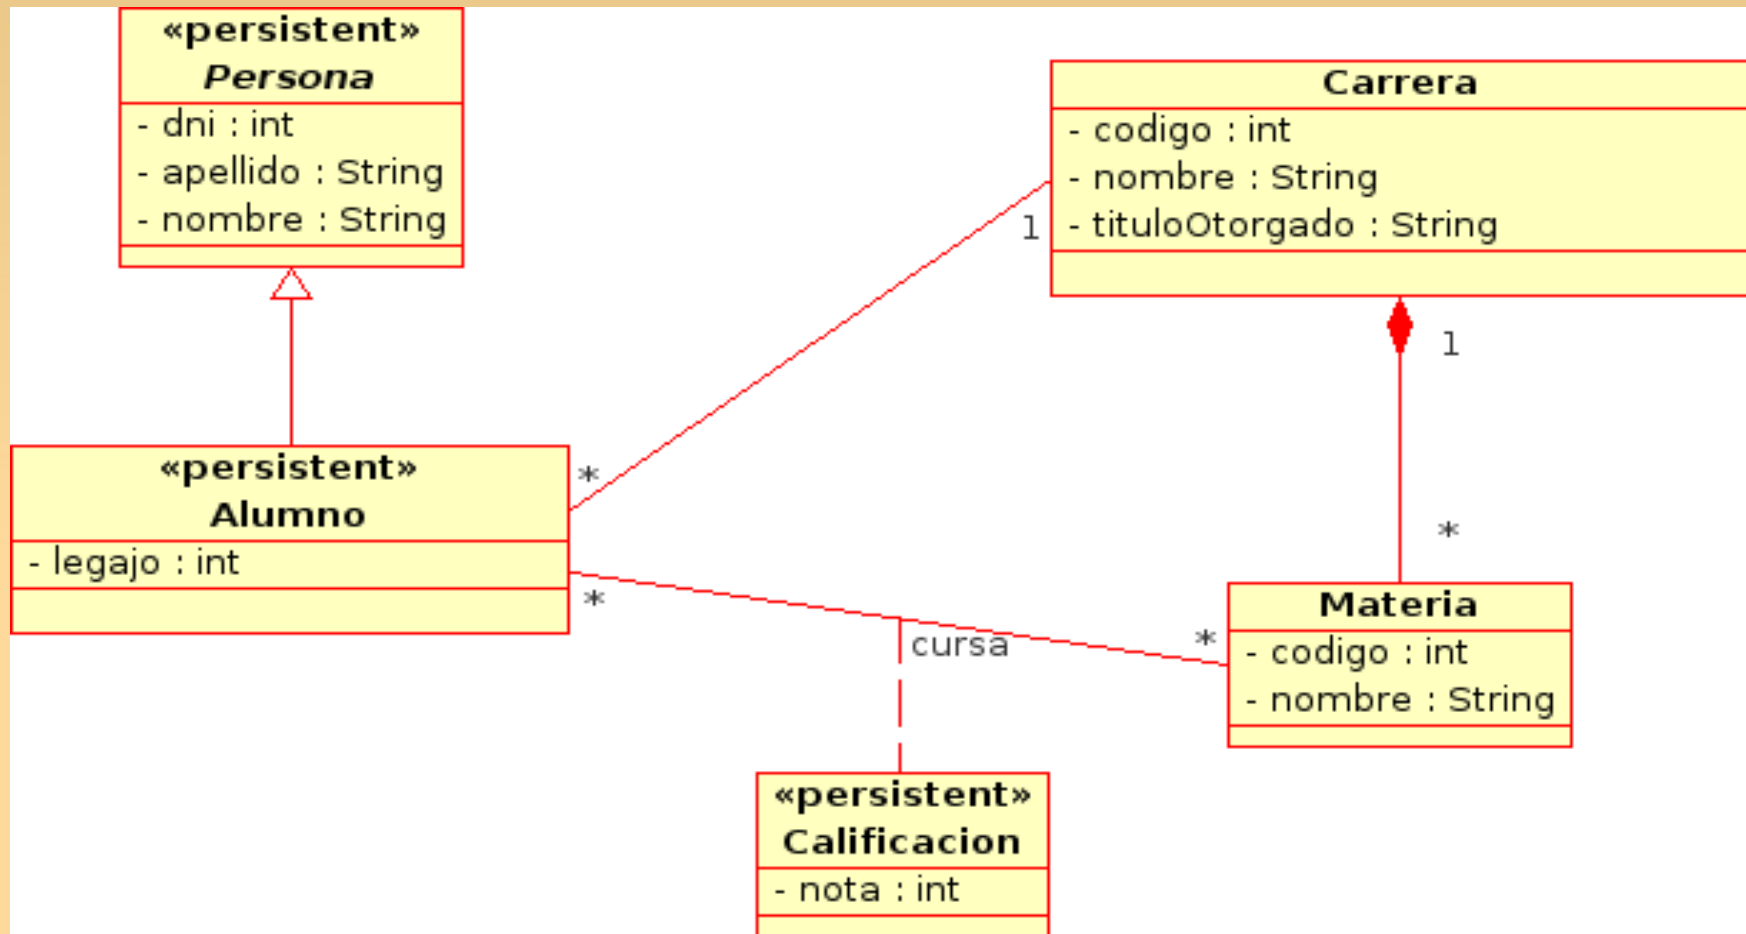 «persistent»
Persona
- dni : int
- apellido : String
- nombre : String
Carrera
- codigo : int
- nombre : String
- tituloOtorgado : String
1
1
*
*
«persistent»
Alumno
- legajo : int
*
cursa
*
Materia
- codigo : int
- nombre : String
«persistent»
Calificacion
- nota : int